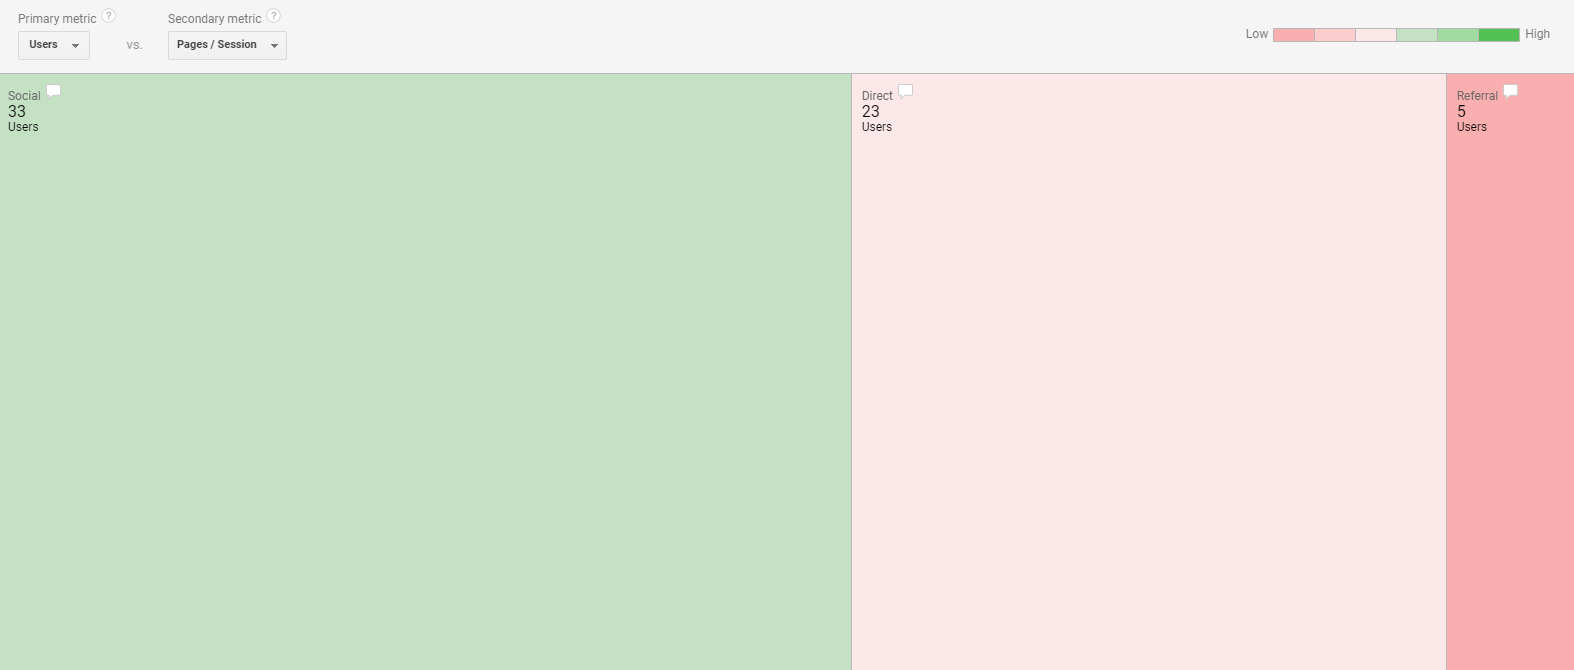 Primary metric ?
Secondary metric ?
Users
vs.
Pages / Session
Low
High
Social
33
Users
Direct
23
Users
Referral
5
Users